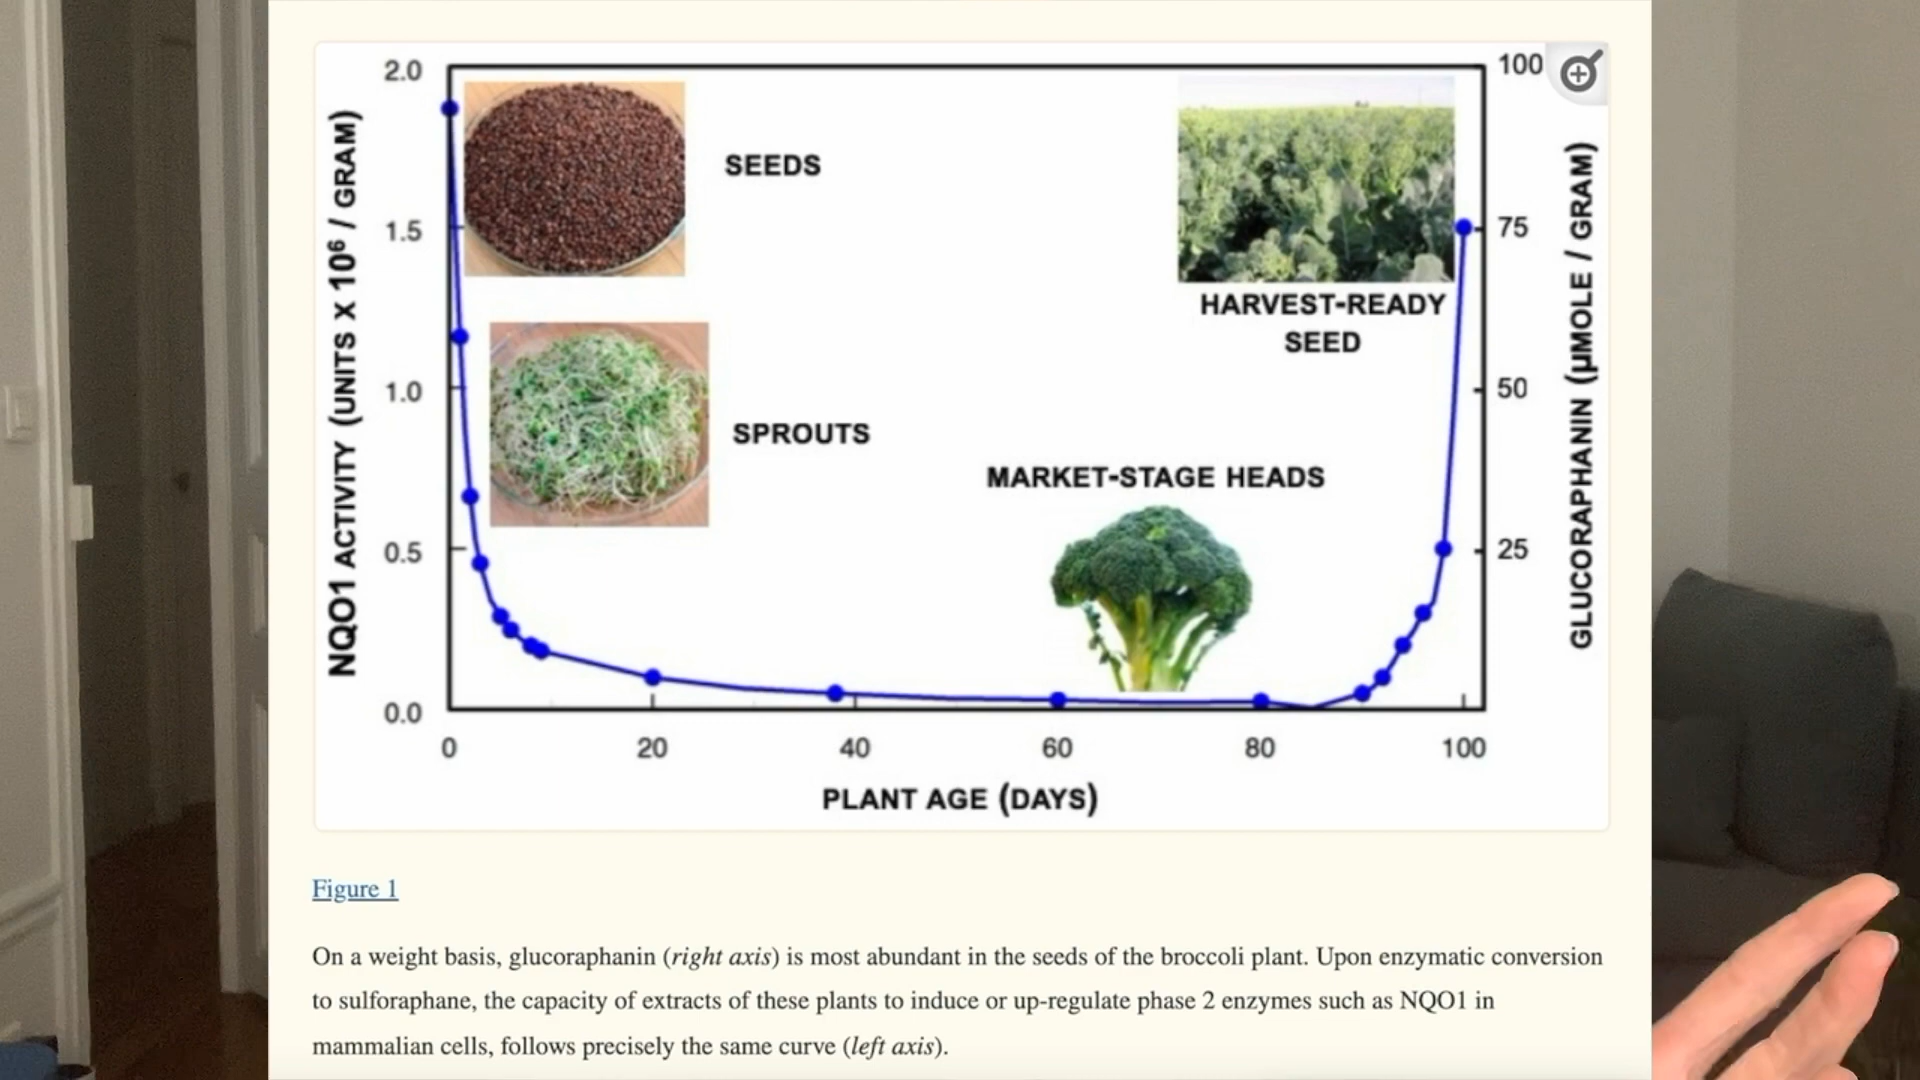 2.0
1.5
1.0
0.5
0.0
NQO1 ACTIVITY (UNITS X 10⁶ / GRAM)
SEEDS
SPROUTS
MARKET-STAGE HEADS
HARVEST-READY
SEED
100
75
50
25
GLUCORAPHANIN (µMOLE / GRAM)
0 20 40 60 80 100
PLANT AGE (DAYS)
Figure 1
On a weight basis, glucoraphanin (right axis) is most abundant in the seeds of the broccoli plant. Upon enzymatic conversion
to sulforaphane, the capacity of extracts of these plants to induce or up-regulate phase 2 enzymes such as NQO1 in
mammalian cells, follows precisely the same curve (left axis).